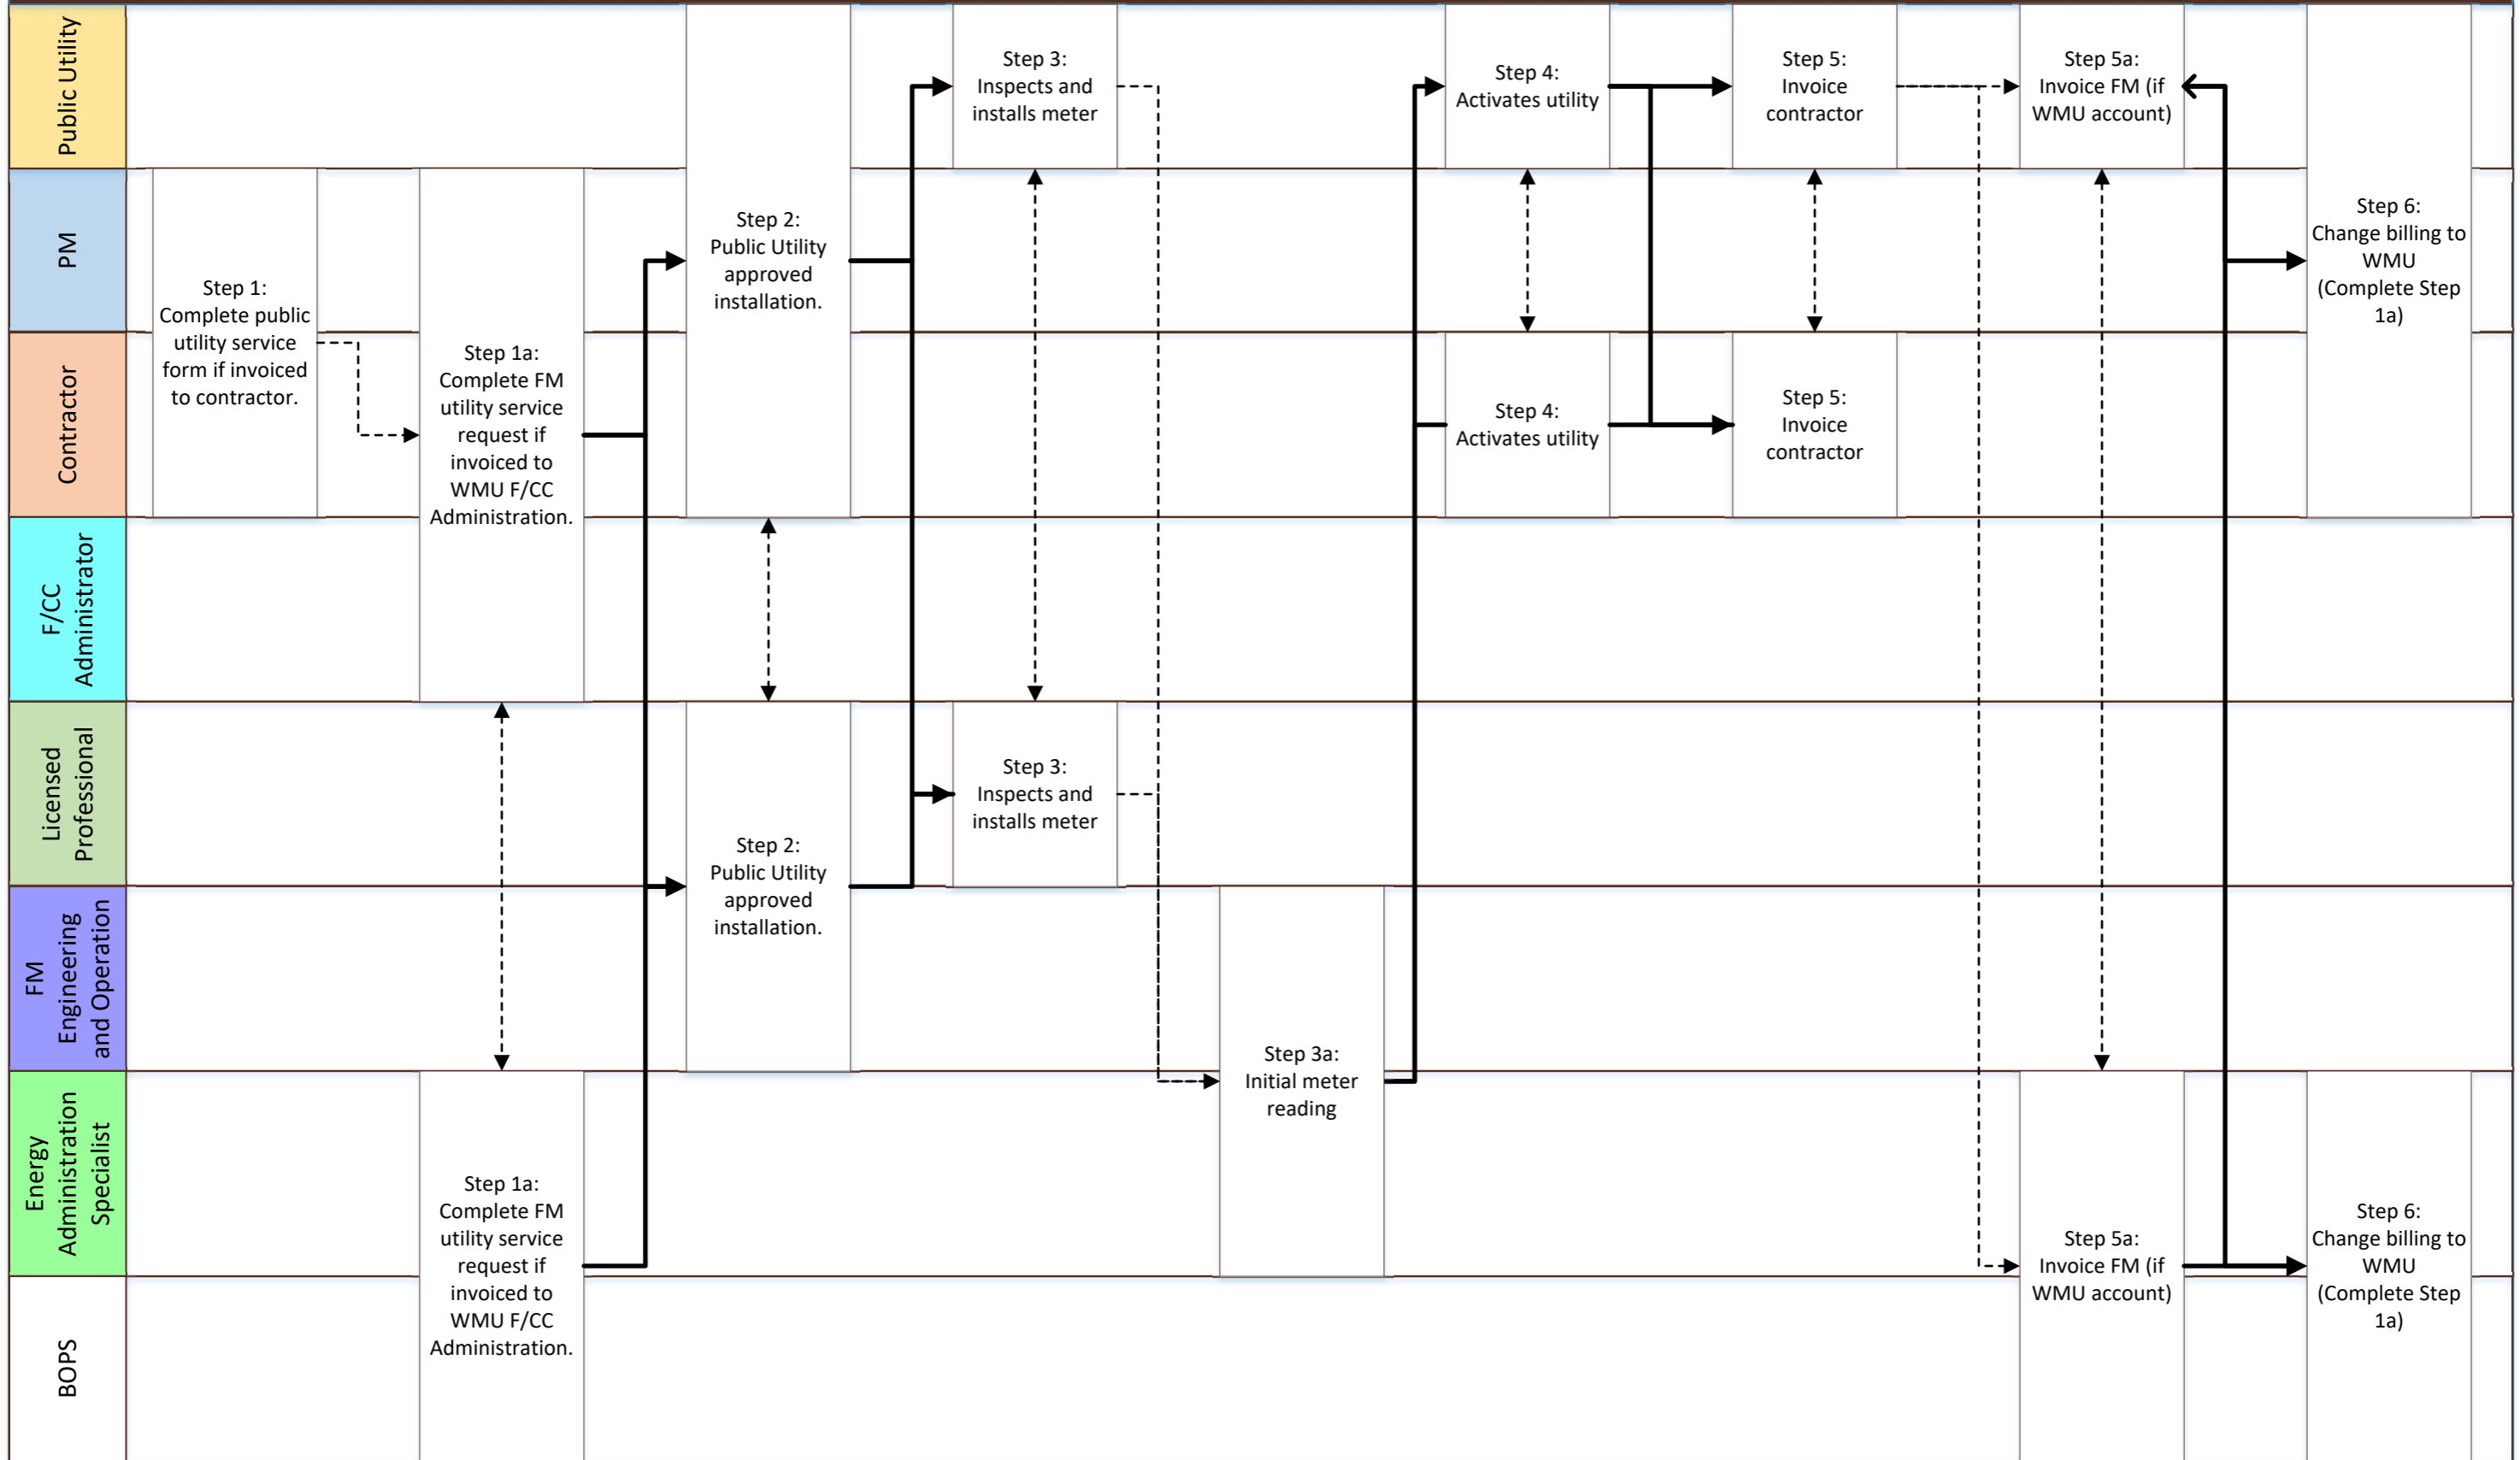 Public Utility
PM
Contractor
F/CC
Administrator
Licensed
Professional
FM
Engineering
and Operation
Energy
Administration
Specialist
BOPS
Step 1:
Complete public
utility service
form if invoiced
to contractor.
Step 1a:
Complete FM
utility service
request if
invoiced to
WMU F/CC
Administration.
Step 1a:
Complete FM
utility service
request if
invoiced to
WMU F/CC
Administration.
Step 2:
Public Utility
approved
installation.
Step 2:
Public Utility
approved
installation.
Step 3:
Inspects and
installs meter
Step 3:
Inspects and
installs meter
Step 3a:
Initial meter
reading
Step 4:
Activates utility
Step 4:
Activates utility
Step 5:
Invoice
contractor
Step 5:
Invoice
contractor
Step 5a:
Invoice FM (if
WMU account)
Step 5a:
Invoice FM (if
WMU account)
Step 6:
Change billing to
WMU
(Complete Step
1a)
Step 6:
Change billing to
WMU
(Complete Step
1a)